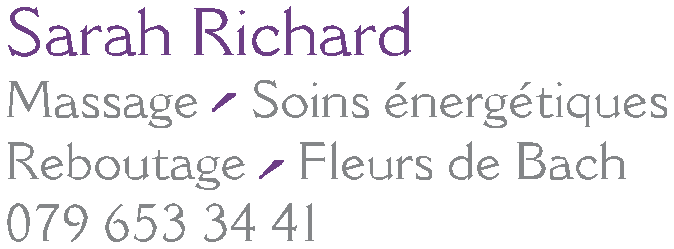 Sarah Richard
Massage / Soins énergétiques
Reboutage / Fleurs de Bach
079 653 34 41